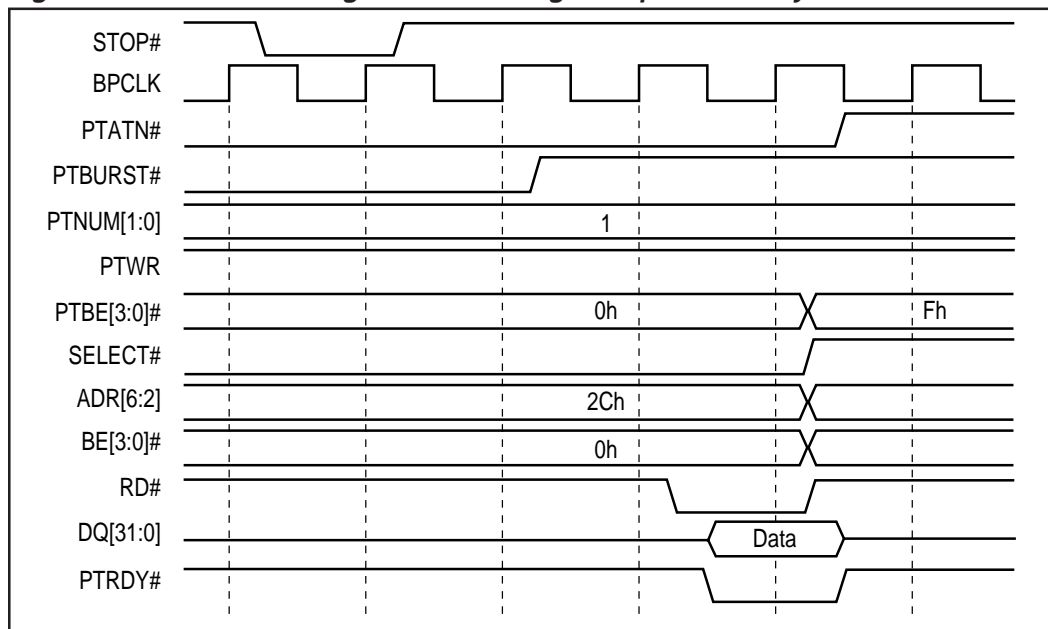 STOP#
BPCLK
PTATN#
PTBURST#
PTNUM[1:0] 1
PTWR
PTBE[3:0]# 0h Fh
SELECT#
ADR[6:2] 2Ch
BE[3:0]# 0h
RD#
DQ[31:0] Data
PTRDY#